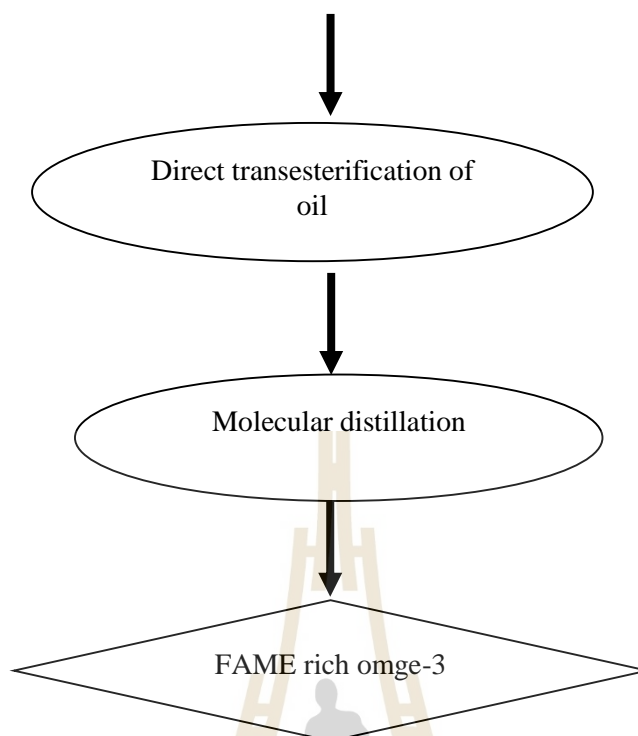 Direct transesterification of
oil
Molecular distillation
FAME rich omge-3